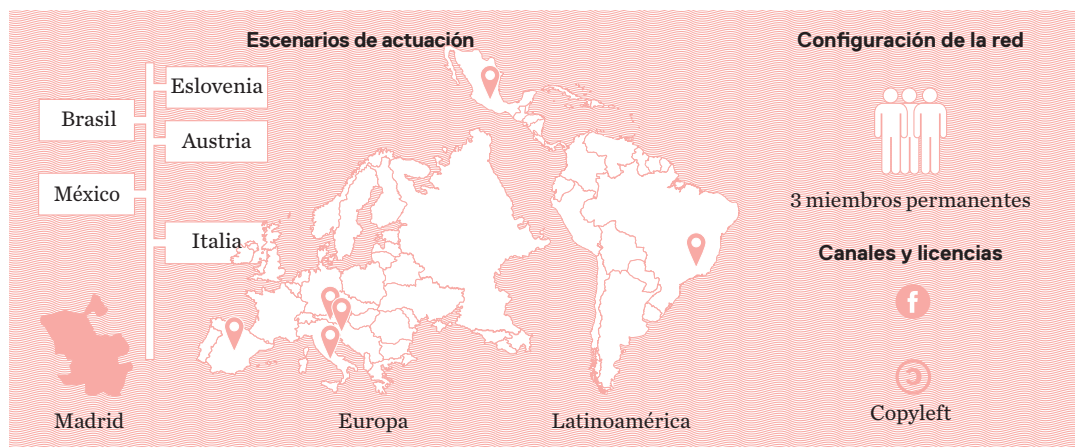 Escenarios de actuación
Configuración de la red
Eslovenia
Brasil
Austria
México
Italia
3 miembros permanentes
Canales y licencias
f
Madrid
Europa
Latinoamérica
Copyleft